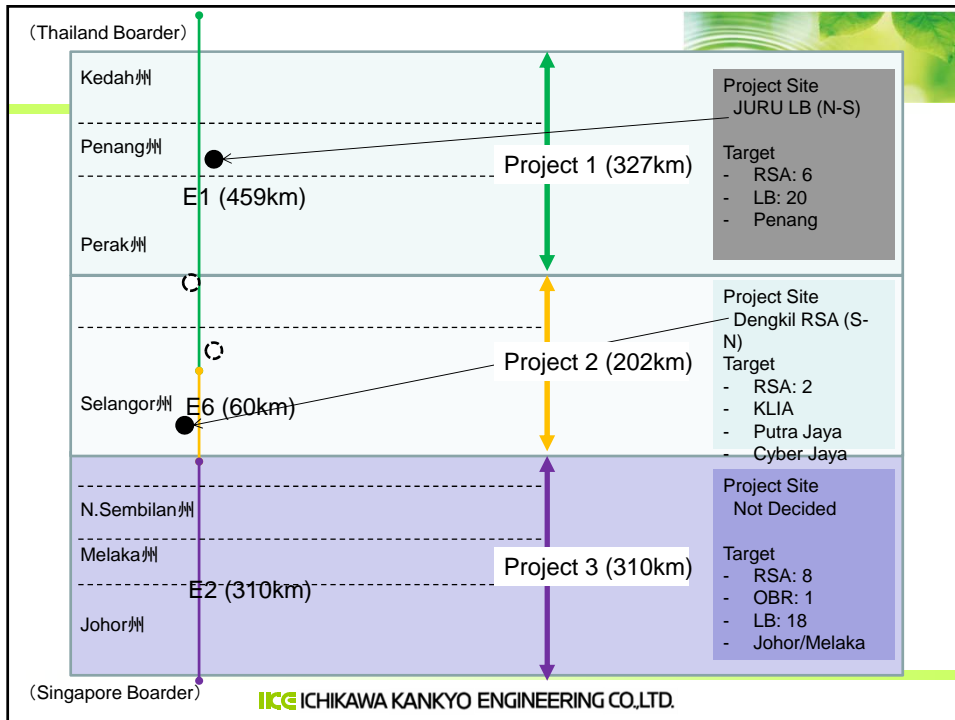 （Thailand Boarder）
Kedah州
Penang州
E1 (459km)
Perak州
Project 1 (327km)
Project Site
JURU LB (N-S)
Target
- RSA: 6
- LB: 20
- Penang
Selangor州
E6 (60km)
Project 2 (202km)
Project Site
Dengkil RSA (S-
N)
Target
- RSA: 2
- KLIA
- Putra Jaya
- Cyber Jaya
N.Sembilan州
Melaka州
E2 (310km)
Johor州
Project 3 (310km)
Project Site
Not Decided
Target
- RSA: 8
- OBR: 1
- LB: 18
- Johor/Melaka
（Singapore Boarder）
IKE ICHIKAWA KANKYO ENGINEERING CO.,LTD.